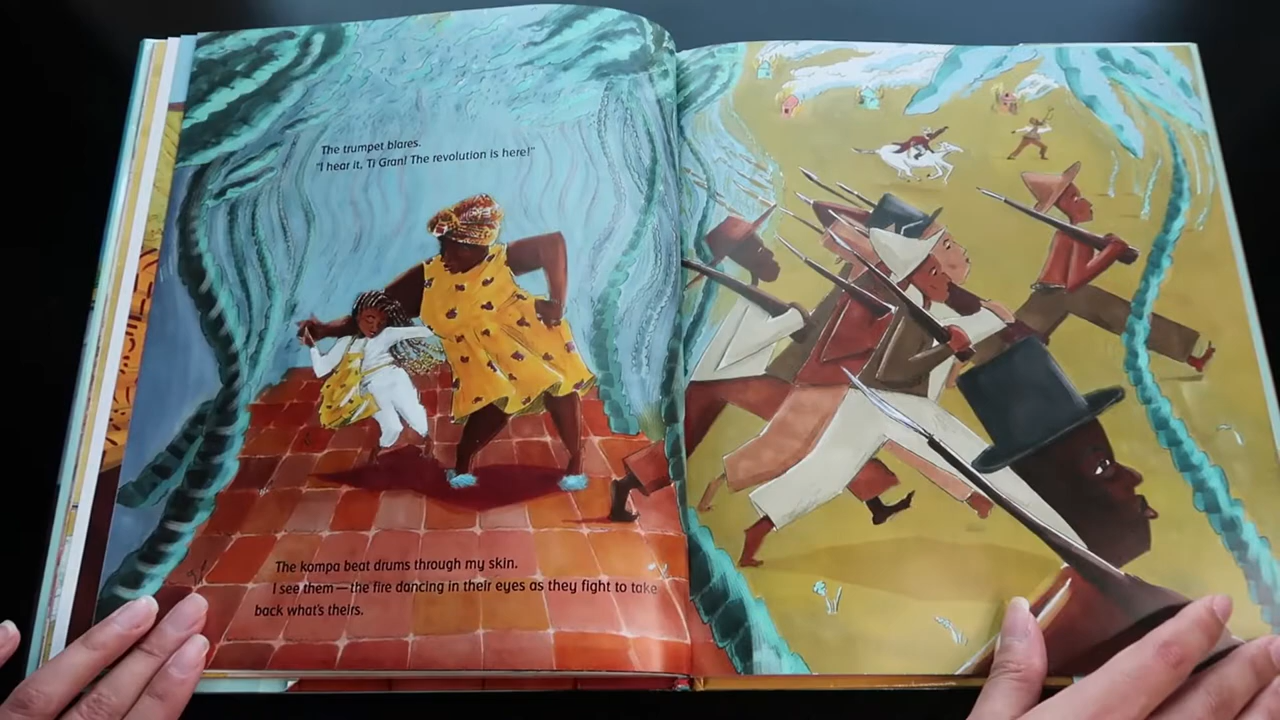 The trumpet blares.
"I hear it, Ti Gran! The revolution is here!"
The kompa beat drums through my skin.
I see them—the fire dancing in their eyes as they fight to take
back what's theirs.